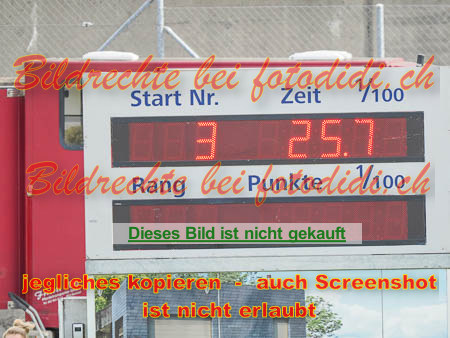 Bildrechte bei fotodidi.ch
Start Nr. Zeit 1/100
3 25.7
Bildrechte bei fotodidi.ch
Rang Punkte 1/100
Dieses Bild ist nicht gekauft
jegliches kopieren - auch Screenshot
ist nicht erlaubt